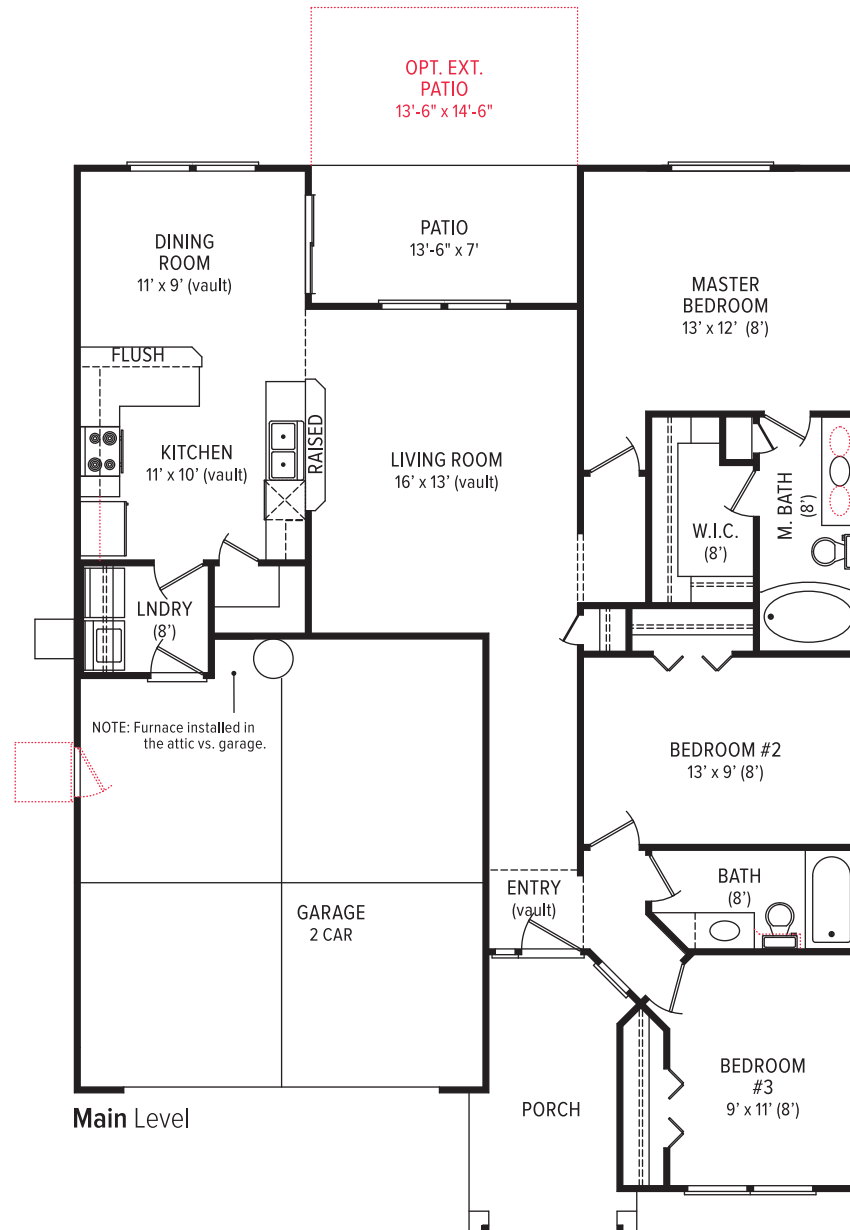 OPT. EXT.
PATIO
13'-6" x 14'-6"
PATIO
13'-6" x 7'
DINING
ROOM
11’ x 9’ (vault)
MASTER
BEDROOM
13’ x 12’ (8’)
FLUSH
KITCHEN
11’ x 10’ (vault)
RAISED
LIVING ROOM
16’ x 13’ (vault)
W.I.C.
(8’)
M. BATH
(8’)
LNDRY
(8’)
NOTE: Furnace installed in
the attic vs. garage.
BEDROOM #2
13’ x 9’ (8’)
BATH
(8’)
ENTRY
(vault)
GARAGE
2 CAR
BEDROOM
#3
9’ x 11’ (8’)
PORCH
Main Level